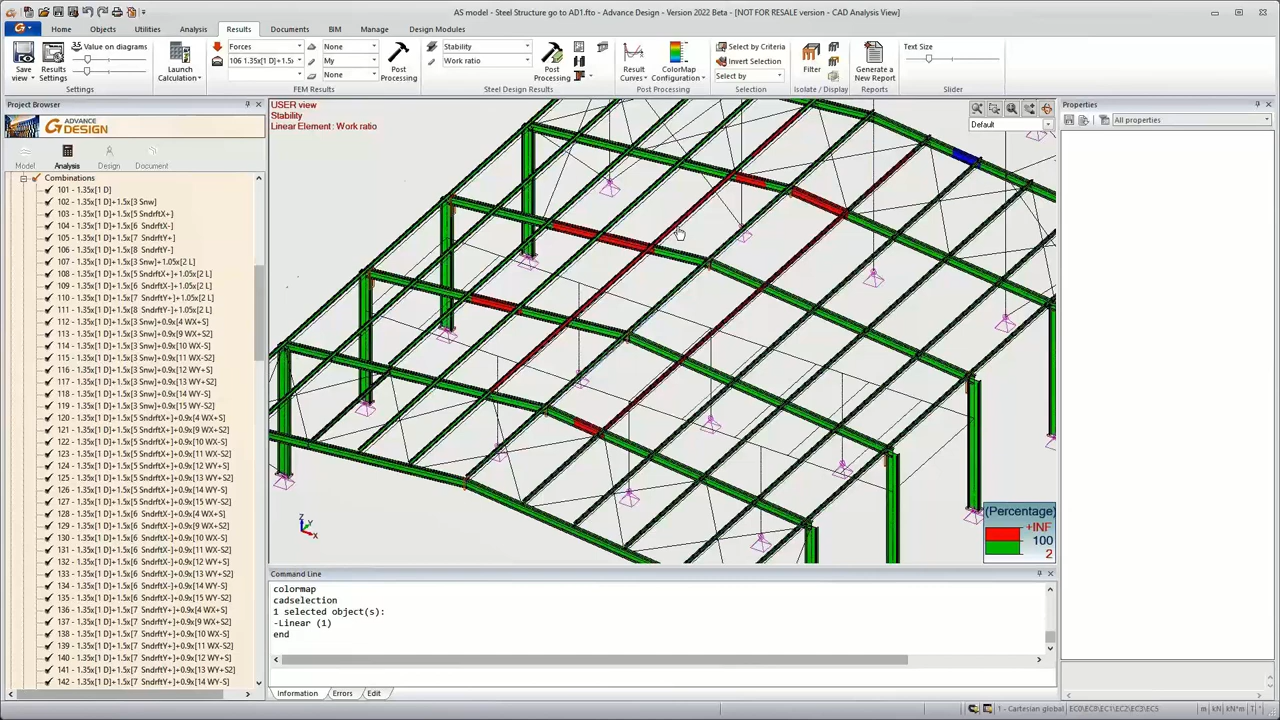 AS model - Steel Structure go to AD1.fto - Advance Design - Version 2022 Beta - [NOT FOR RESALE version - CAD Analysis View]
Home Objects Utilities Analysis Results Documents BIM Manage Design Modules
Save view Results Settings 3.5 Value on diagrams Settings
Launch Calculation
Forces None
106 1.35x[1 D]+1.5x My
None
Post Processing
FEM Results
Stability
Work ratio
Post Processing
Steel Design Results
Result Curves ColorMap Configuration
Post Processing
Select by Criteria
Invert Selection
Select by
Selection
Filter
Isolate / Display
Generate a New Report
Reports
Text Size
Slider
Project Browser
ADVANCE
DESIGN
Model Analysis Design Document
Combinations
101 - 1.35x[1 D]
102 - 1.35x[1 D]+1.5x[3 Snw]
103 - 1.35x[1 D]+1.5x[5 SndrftX+]
104 - 1.35x[1 D]+1.5x[6 SndrftX-]
105 - 1.35x[1 D]+1.5x[7 SndrftY+]
106 - 1.35x[1 D]+1.5x[8 SndrftY-]
107 - 1.35x[1 D]+1.5x[3 Snw]+1.05x[2 L]
108 - 1.35x[1 D]+1.5x[5 SndrftX+]+1.05x[2 L]
109 - 1.35x[1 D]+1.5x[6 SndrftX-]+1.05x[2 L]
110 - 1.35x[1 D]+1.5x[7 SndrftY+]+1.05x[2 L]
111 - 1.35x[1 D]+1.5x[8 SndrftY-]+1.05x[2 L]
112 - 1.35x[1 D]+1.5x[3 Snw]+0.9x[4 WX+S]
113 - 1.35x[1 D]+1.5x[3 Snw]+0.9x[9 WX+S2]
114 - 1.35x[1 D]+1.5x[3 Snw]+0.9x[10 WX-S]
115 - 1.35x[1 D]+1.5x[3 Snw]+0.9x[11 WX-S2]
116 - 1.35x[1 D]+1.5x[3 Snw]+0.9x[12 WY+S]
117 - 1.35x[1 D]+1.5x[3 Snw]+0.9x[13 WY+S2]
118 - 1.35x[1 D]+1.5x[3 Snw]+0.9x[14 WY-S]
119 - 1.35x[1 D]+1.5x[3 Snw]+0.9x[15 WY-S2]
120 - 1.35x[1 D]+1.5x[5 SndrftX+]+0.9x[4 WX+S]
121 - 1.35x[1 D]+1.5x[5 SndrftX+]+0.9x[9 WX+S2]
122 - 1.35x[1 D]+1.5x[5 SndrftX+]+0.9x[10 WX-S]
123 - 1.35x[1 D]+1.5x[5 SndrftX+]+0.9x[11 WX-S2]
124 - 1.35x[1 D]+1.5x[5 SndrftX+]+0.9x[12 WY+S]
125 - 1.35x[1 D]+1.5x[5 SndrftX+]+0.9x[13 WY+S2]
126 - 1.35x[1 D]+1.5x[5 SndrftX+]+0.9x[14 WY-S]
127 - 1.35x[1 D]+1.5x[5 SndrftX+]+0.9x[15 WY-S2]
128 - 1.35x[1 D]+1.5x[6 SndrftX-]+0.9x[4 WX+S]
129 - 1.35x[1 D]+1.5x[6 SndrftX-]+0.9x[9 WX+S2]
130 - 1.35x[1 D]+1.5x[6 SndrftX-]+0.9x[10 WX-S]
131 - 1.35x[1 D]+1.5x[6 SndrftX-]+0.9x[11 WX-S2]
132 - 1.35x[1 D]+1.5x[6 SndrftX-]+0.9x[12 WY+S]
133 - 1.35x[1 D]+1.5x[6 SndrftX-]+0.9x[13 WY+S2]
134 - 1.35x[1 D]+1.5x[6 SndrftX-]+0.9x[14 WY-S]
135 - 1.35x[1 D]+1.5x[6 SndrftX-]+0.9x[15 WY-S2]
136 - 1.35x[1 D]+1.5x[7 SndrftY+]+0.9x[4 WX+S]
137 - 1.35x[1 D]+1.5x[7 SndrftY+]+0.9x[9 WX+S2]
138 - 1.35x[1 D]+1.5x[7 SndrftY+]+0.9x[10 WX-S]
139 - 1.35x[1 D]+1.5x[7 SndrftY+]+0.9x[11 WX-S2]
140 - 1.35x[1 D]+1.5x[7 SndrftY+]+0.9x[12 WY+S]
141 - 1.35x[1 D]+1.5x[7 SndrftY+]+0.9x[13 WY+S2]
142 - 1.35x[1 D]+1.5x[7 SndrftY+]+0.9x[14 WY-S]
USER view
Stability
Linear Element: Work ratio
Default
Z Y X
(Percentage)
+INF
100
2
Command Line
colormap
cadselection
1 selected object(s):
-Linear (1)
end
Information Errors Edit
Properties
All properties
1 - Cartesian global EC0\EC8\EC1\EC2\EC3\EC5 m kN kN*m T °